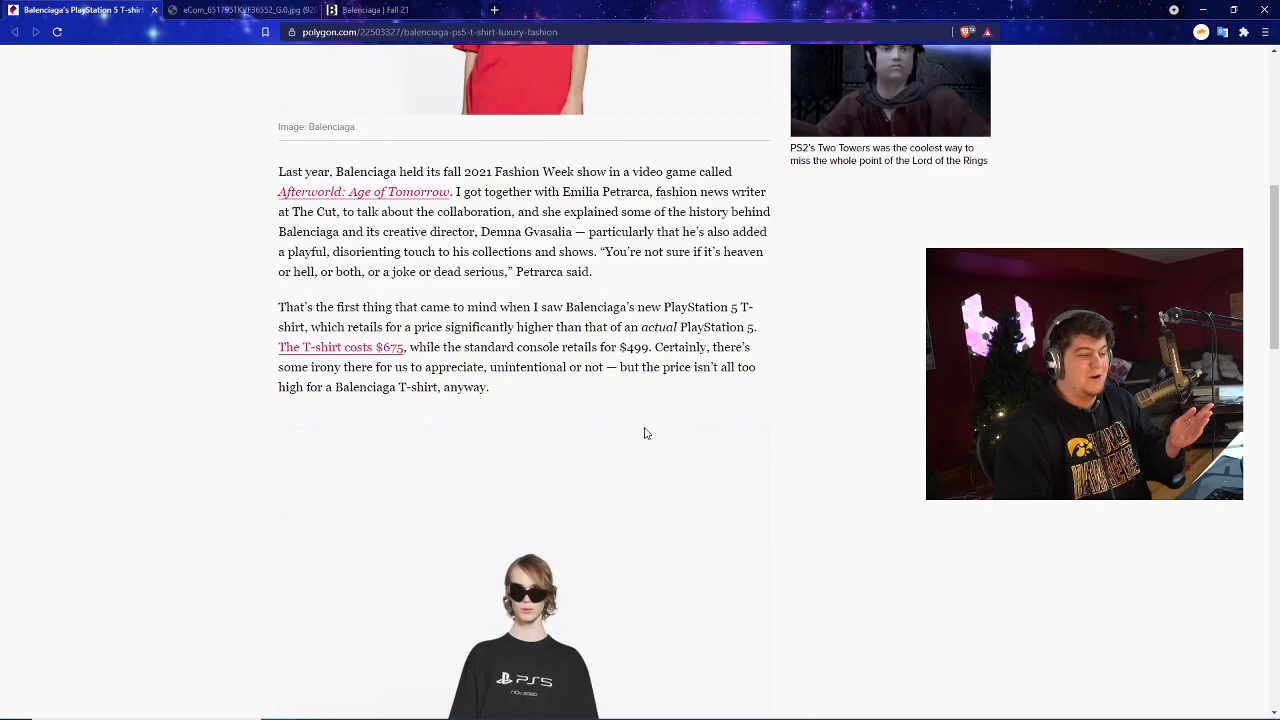 Balenciaga's PlayStation 5 T-shirt
eCom_651795TKVF36552_G.0.jpg (92
Balenciaga | Fall 21
polygon.com/22503327/balenciaga-ps5-t-shirt-luxury-fashion
Image: Balenciaga
PS2's Two Towers was the coolest way to
miss the whole point of the Lord of the Rings
Last year, Balenciaga held its fall 2021 Fashion Week show in a video game called
Afterworld: Age of Tomorrow. I got together with Emilia Petrarca, fashion news writer
at The Cut, to talk about the collaboration, and she explained some of the history behind
Balenciaga and its creative director, Demna Gvasalia — particularly that he's also added
a playful, disorienting touch to his collections and shows. “You're not sure if it's heaven
or hell, or both, or a joke or dead serious,” Petrarca said.
That's the first thing that came to mind when I saw Balenciaga's new PlayStation 5 T-
shirt, which retails for a price significantly higher than that of an actual PlayStation 5.
The T-shirt costs $675, while the standard console retails for $499. Certainly, there's
some irony there for us to appreciate, unintentional or not — but the price isn't all too
high for a Balenciaga T-shirt, anyway.
PS5
NOV 2020